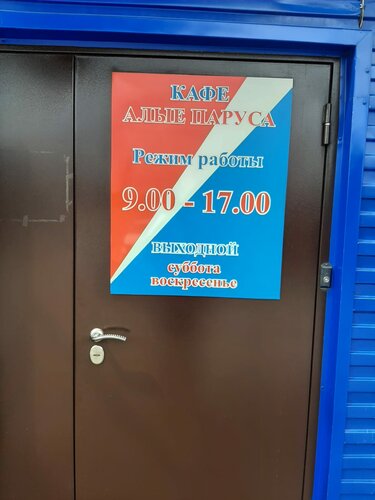 КАФЕ
АЛЫЕ ПАРУСА
Режим работы
9.00 - 17.00
ВЫХОДНОЙ
суббота
воскресенье